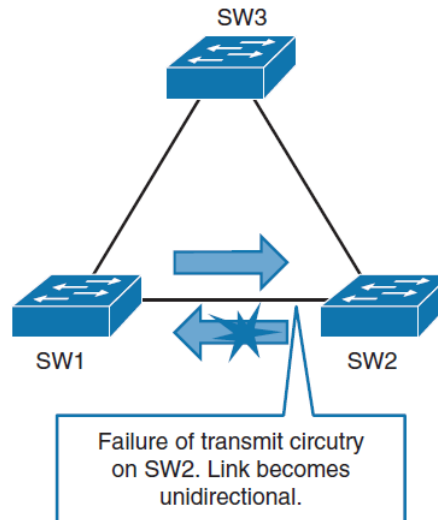 SW3
SW1
SW2
Failure of transmit circutry
on SW2. Link becomes
unidirectional.